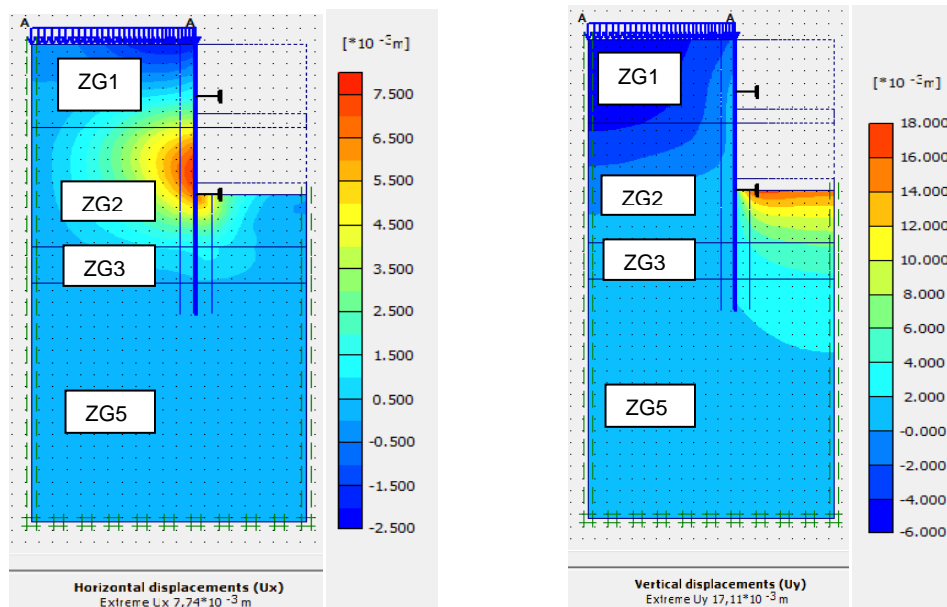 A A
ZG1
ZG2
ZG3
ZG5
[*10 -3 m]
7.500
6.500
5.500
4.500
3.500
2.500
1.500
0.500
-0.500
-1.500
-2.500
Horizontal displacements (Ux)
Extreme Ux 7,74*10 -3 m
A A
ZG1
ZG2
ZG3
ZG5
[*10 -3 m]
18.000
16.000
14.000
12.000
10.000
8.000
6.000
4.000
2.000
-0.000
-2.000
-4.000
-6.000
Vertical displacements (Uy)
Extreme Uy 17,11*10 -3 m